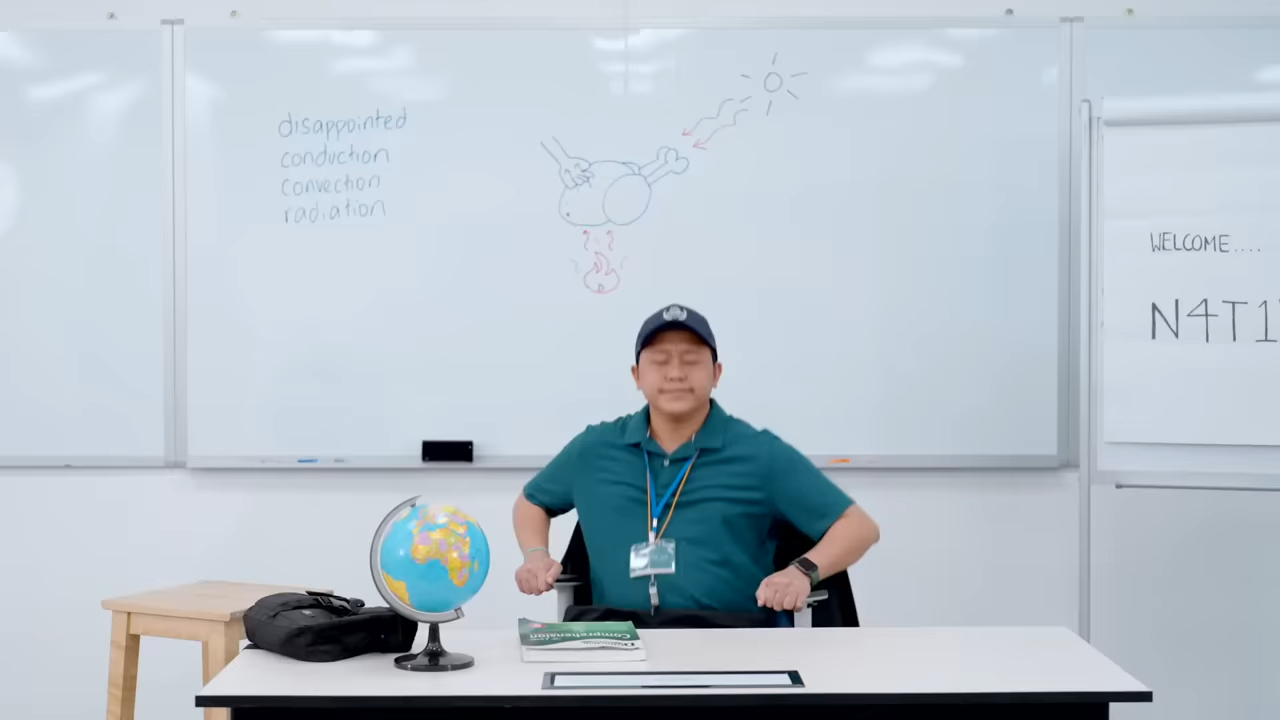 disappointed
conduction
convection
radiation
WELCOME....
N4T1
Comprehension